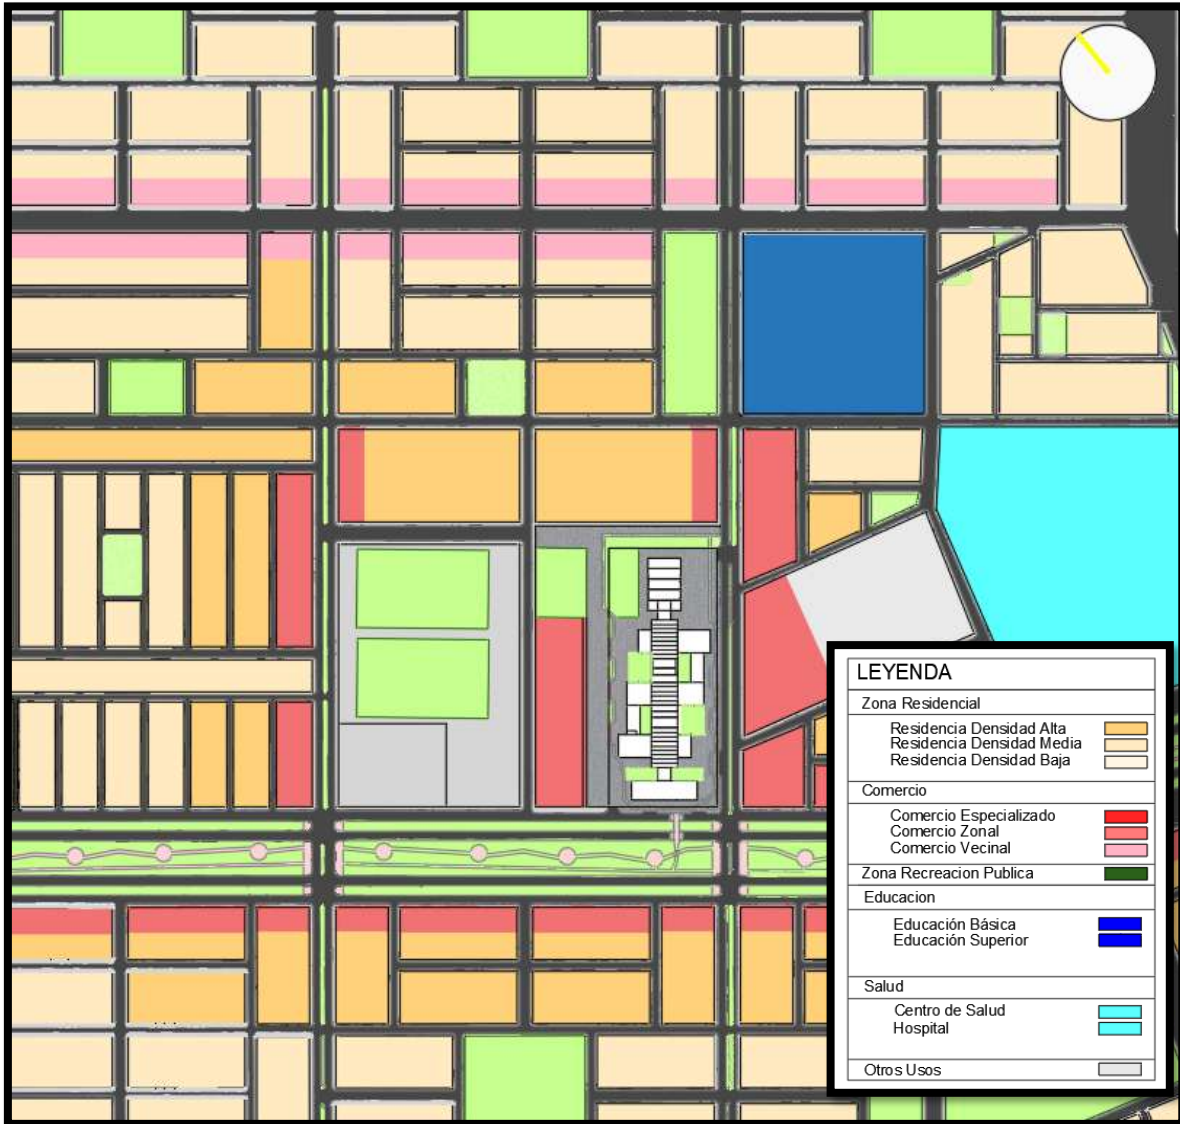 LEYENDA
Zona Residencial
Residencia Densidad Alta
Residencia Densidad Media
Residencia Densidad Baja
Comercio
Comercio Especializado
Comercio Zonal
Comercio Vecinal
Zona Recreacion Publica
Educacion
Educación Básica
Educación Superior
Salud
Centro de Salud
Hospital
Otros Usos